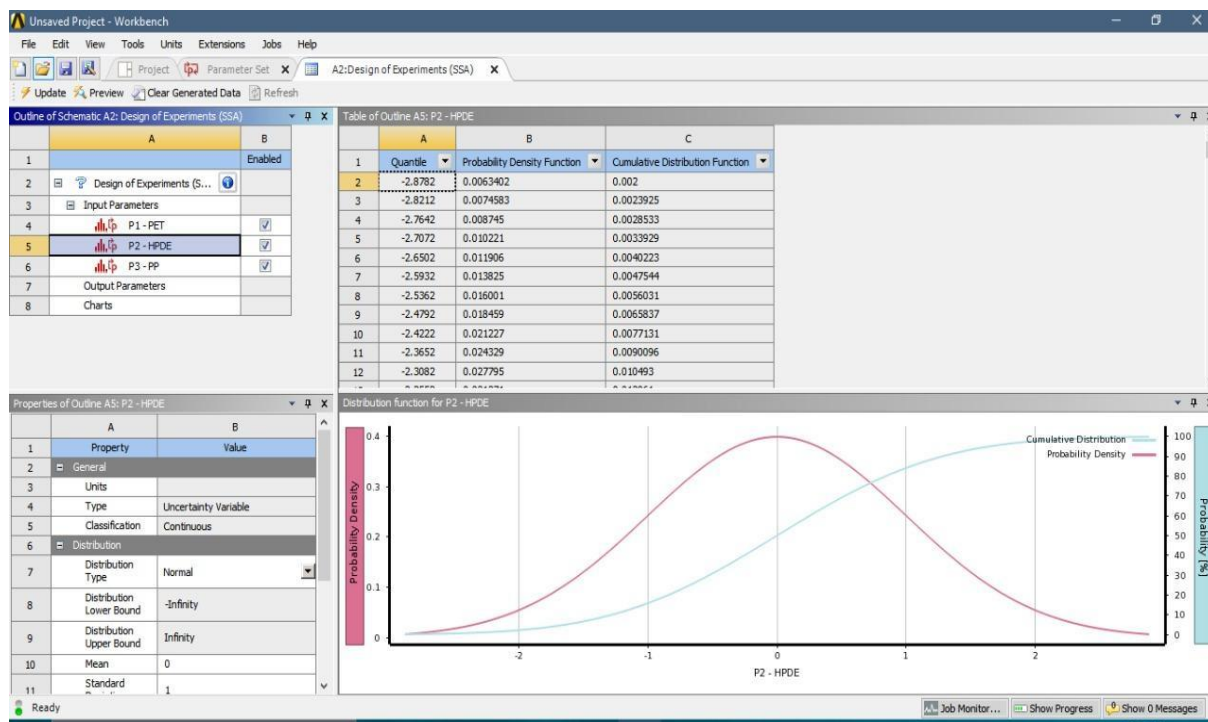 Unsaved Project - Workbench
File Edit View Tools Units Extensions Jobs Help
Project Parameter Set X A2:Design of Experiments (SSA) X
Update Preview Clear Generated Data Refresh
Outline of Schematic A2: Design of Experiments (SSA)
A B
1 Enabled
2 Design of Experiments (S...
3 Input Parameters
4 P1 - PET
5 P2 - HPDE
6 P3 - PP
7 Output Parameters
8 Charts
Table of Outline A5: P2 - HPDE
A B C
1 Quantile Probability Density Function Cumulative Distribution Function
2 -2.8782 0.0063402 0.002
3 -2.8212 0.0074583 0.0023925
4 -2.7642 0.008745 0.0028533
5 -2.7072 0.010221 0.0033929
6 -2.6502 0.011906 0.0040223
7 -2.5932 0.013825 0.0047544
8 -2.5362 0.016001 0.0056031
9 -2.4792 0.018459 0.0065837
10 -2.4222 0.021227 0.0077131
11 -2.3652 0.024329 0.0090096
12 -2.3082 0.027795 0.010493
Properties of Outline A5: P2 - HPDE
A B
1 Property Value
2 General
3 Units
4 Type Uncertainty Variable
5 Classification Continuous
6 Distribution
7 Distribution Type Normal
8 Distribution Lower Bound -Infinity
9 Distribution Upper Bound Infinity
10 Mean 0
11 Standard 1
Distribution function for P2 - HPDE
Cumulative Distribution
Probability Density
Probability Density
0.4
0.3
0.2
0.1
0
-2 -1 0 1 2
P2 - HPDE
100
90
80
70
60
50
40
30
20
10
0
Probability [%]
Ready
Job Monitor... Show Progress Show 0 Messages